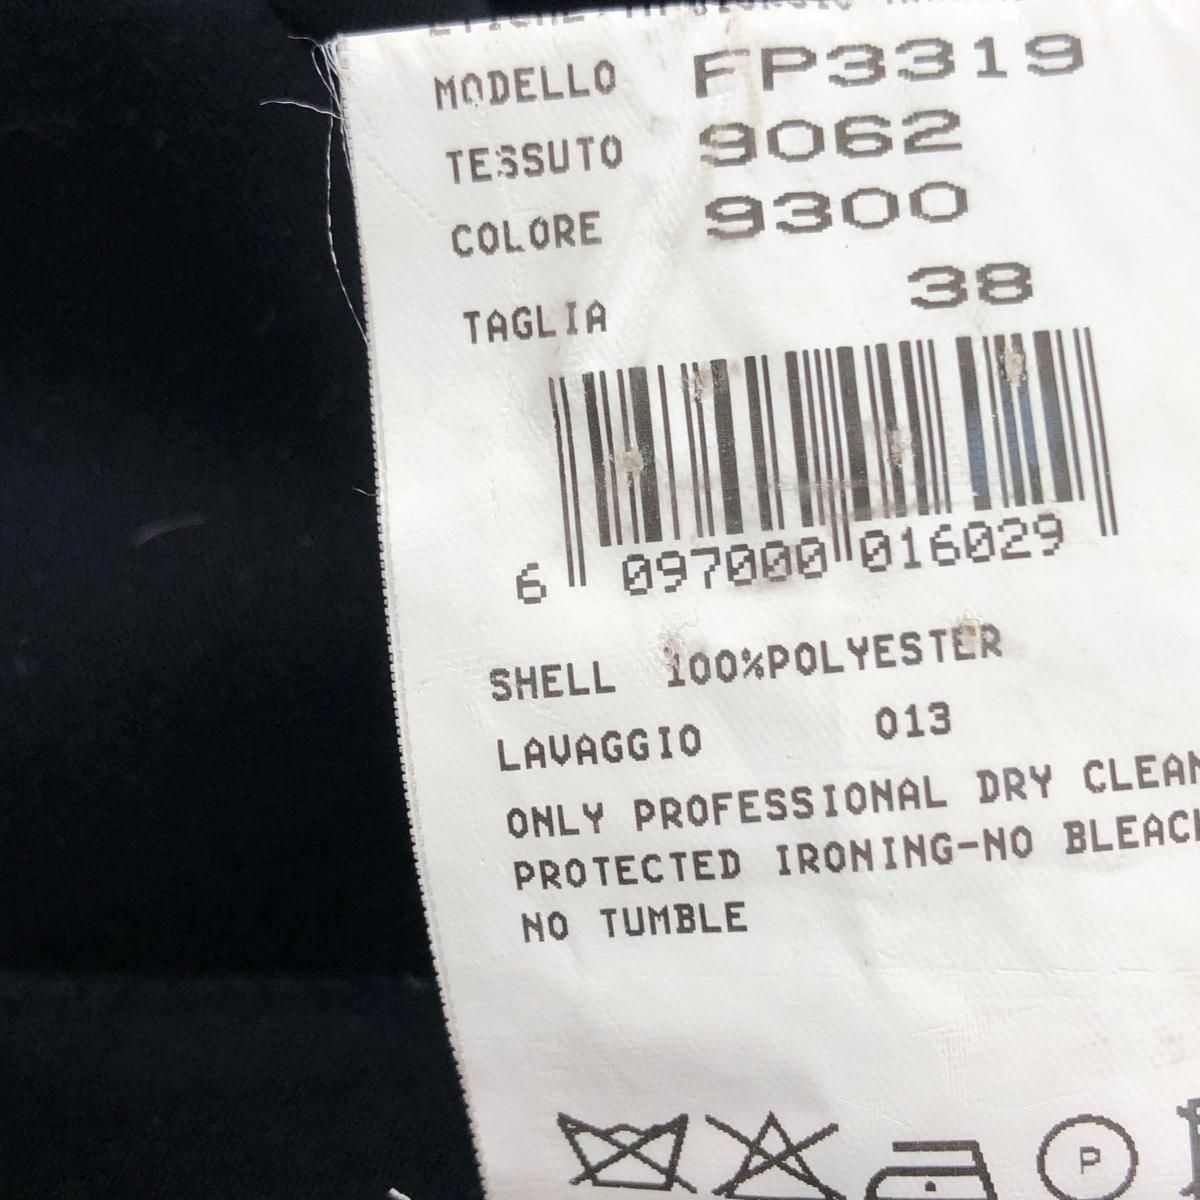 MODELLO FP3319
TESSUTO 9062
COLORE 9300
TAGLIA 38
6 097000 016029
SHELL 100%POLYESTER
LAVAGGIO 013
ONLY PROFESSIONAL DRY CLEAN
PROTECTED IRONING-NO BLEACH
NO TUMBLE
P